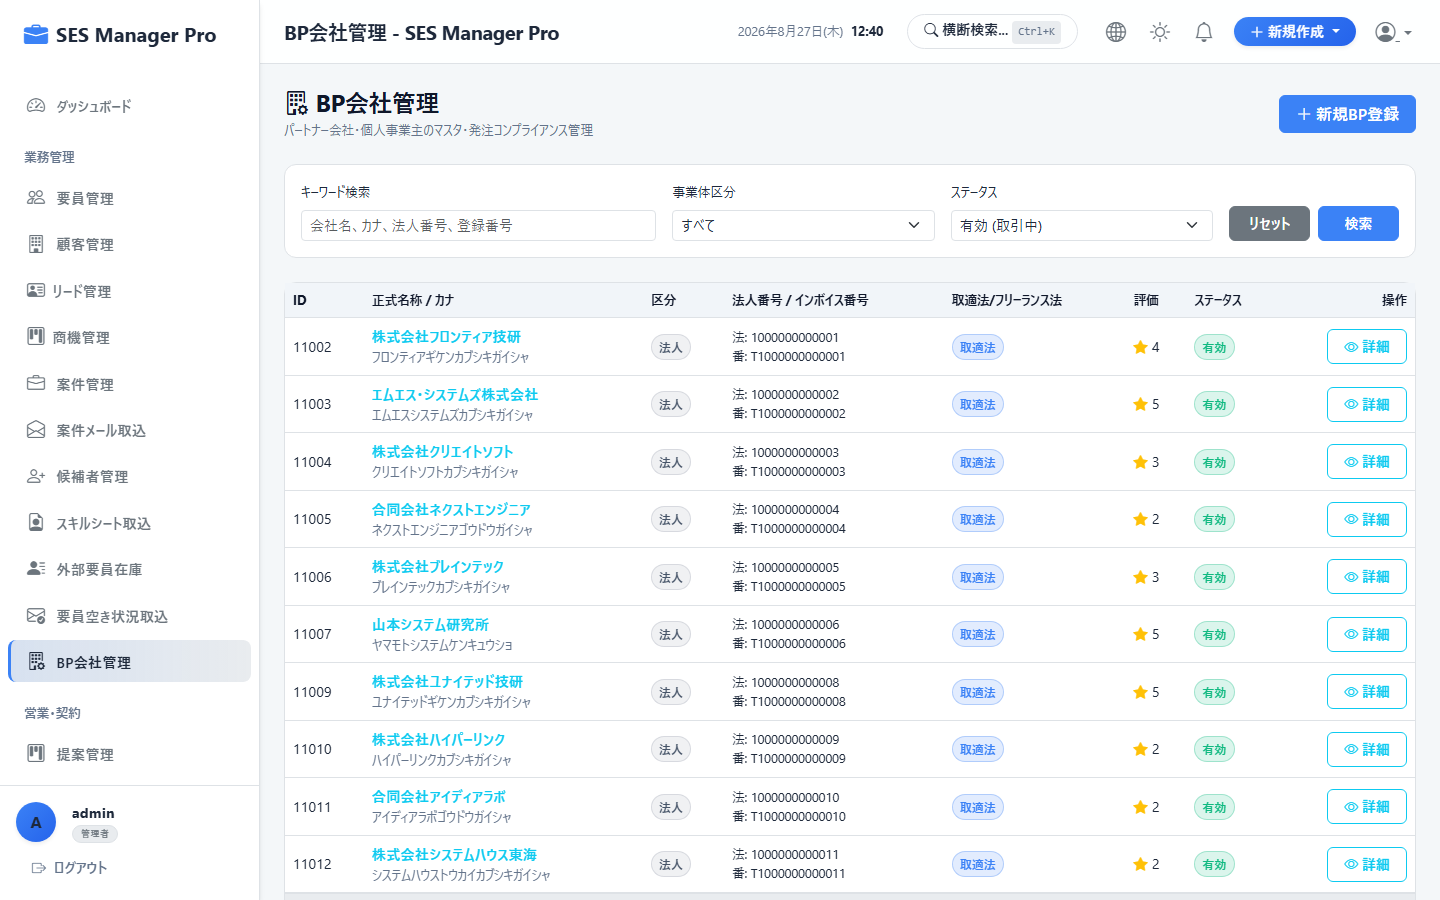 SES Manager Pro
ダッシュボード
業務管理
要員管理
顧客管理
リード管理
商機管理
案件管理
案件メール取込
候補者管理
スキルシート取込
外部要員在庫
要員空き状況取込
BP会社管理
営業・契約
提案管理
A
admin
管理者
ログアウト
BP会社管理 - SES Manager Pro
2026年8月27日(木) 12:40
横断検索... Ctrl+K
新規作成
BP会社管理
パートナー会社・個人事業主のマスタ・発注コンプライアンス管理
新規BP登録
キーワード検索 事業体区分 ステータス
会社名、カナ、法人番号、登録番号 すべて 有効 (取引中) リセット 検索
ID 正式名称 / カナ 区分 法人番号 / インボイス番号 取適法/フリーランス法 評価 ステータス 操作
11002 株式会社フロンティア技研 フロンティアギケンカブシキガイシャ 法人 法: 1000000000001 番: T1000000000001 取適法 4 有効 詳細
11003 エムエス・システムズ株式会社 エムエスシステムズカブシキガイシャ 法人 法: 1000000000002 番: T1000000000002 取適法 5 有効 詳細
11004 株式会社クリエイトソフト クリエイトソフトカブシキガイシャ 法人 法: 1000000000003 番: T1000000000003 取適法 3 有効 詳細
11005 合同会社ネクストエンジニア ネクストエンジニアゴウドウガイシャ 法人 法: 1000000000004 番: T1000000000004 取適法 2 有効 詳細
11006 株式会社ブレインテック ブレインテックカブシキガイシャ 法人 法: 1000000000005 番: T1000000000005 取適法 3 有効 詳細
11007 山本システム研究所 ヤマモトシステムケンキュウショ 法人 法: 1000000000006 番: T1000000000006 取適法 5 有効 詳細
11009 株式会社ユナイテッド技研 ユナイテッドギケンカブシキガイシャ 法人 法: 1000000000008 番: T1000000000008 取適法 5 有効 詳細
11010 株式会社ハイパーリンク ハイパーリンクカブシキガイシャ 法人 法: 1000000000009 番: T1000000000009 取適法 2 有効 詳細
11011 合同会社アイディアラボ アイディアラボゴウドウガイシャ 法人 法: 1000000000010 番: T1000000000010 取適法 2 有効 詳細
11012 株式会社システムハウス東海 システムハウストウカイカブシキガイシャ 法人 法: 1000000000011 番: T1000000000011 取適法 2 有効 詳細